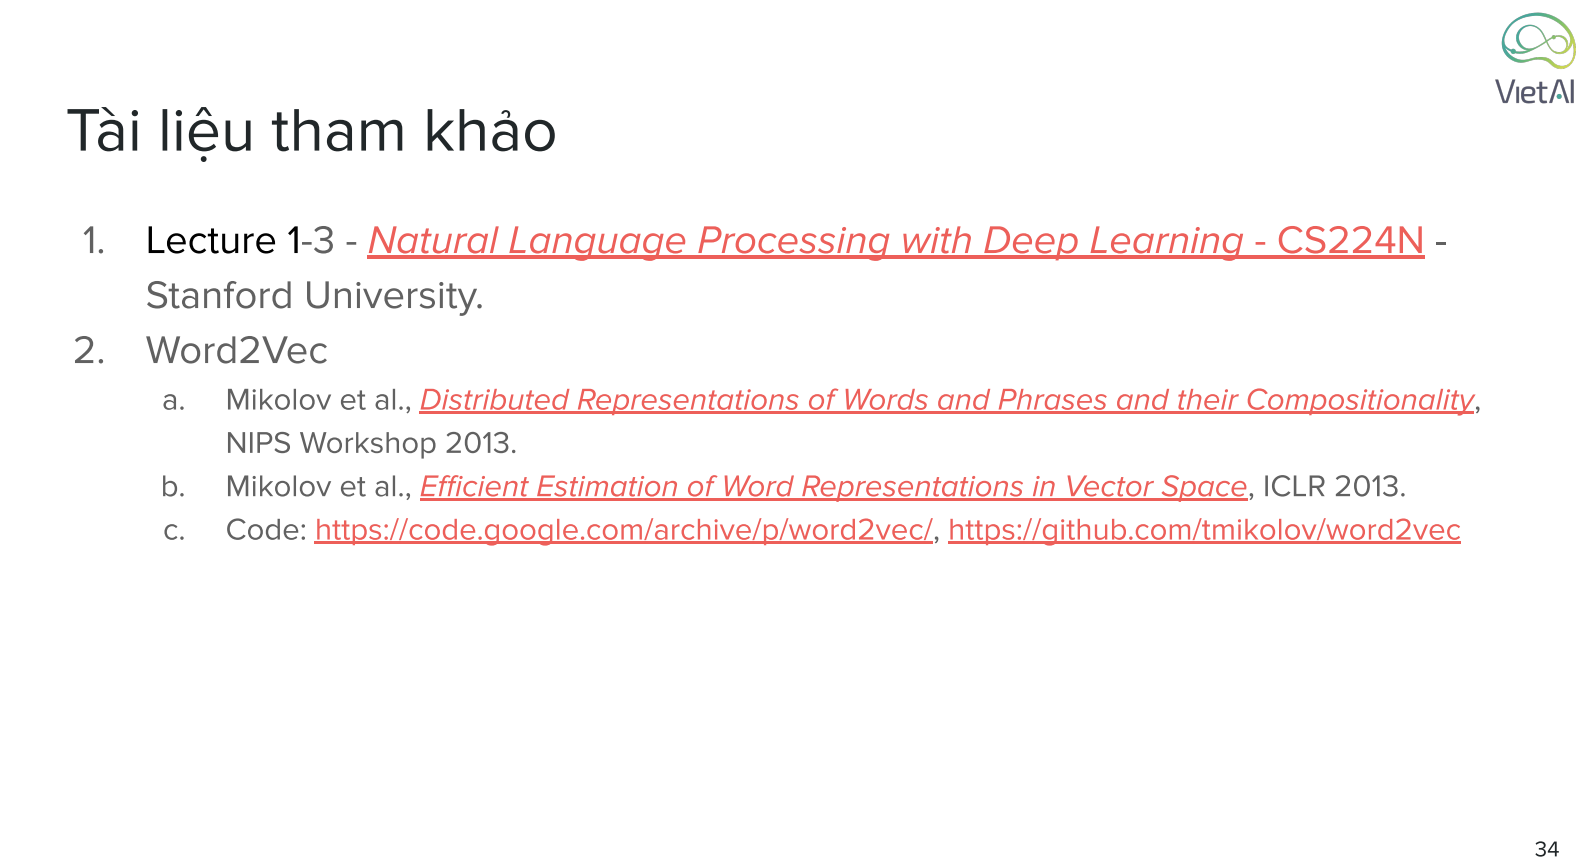 VietAI
Tài liệu tham khảo
1. Lecture 1-3 - Natural Language Processing with Deep Learning - CS224N -
Stanford University.
2. Word2Vec
a. Mikolov et al., Distributed Representations of Words and Phrases and their Compositionality,
NIPS Workshop 2013.
b. Mikolov et al., Efficient Estimation of Word Representations in Vector Space, ICLR 2013.
c. Code: https://code.google.com/archive/p/word2vec/, https://github.com/tmikolov/word2vec
34